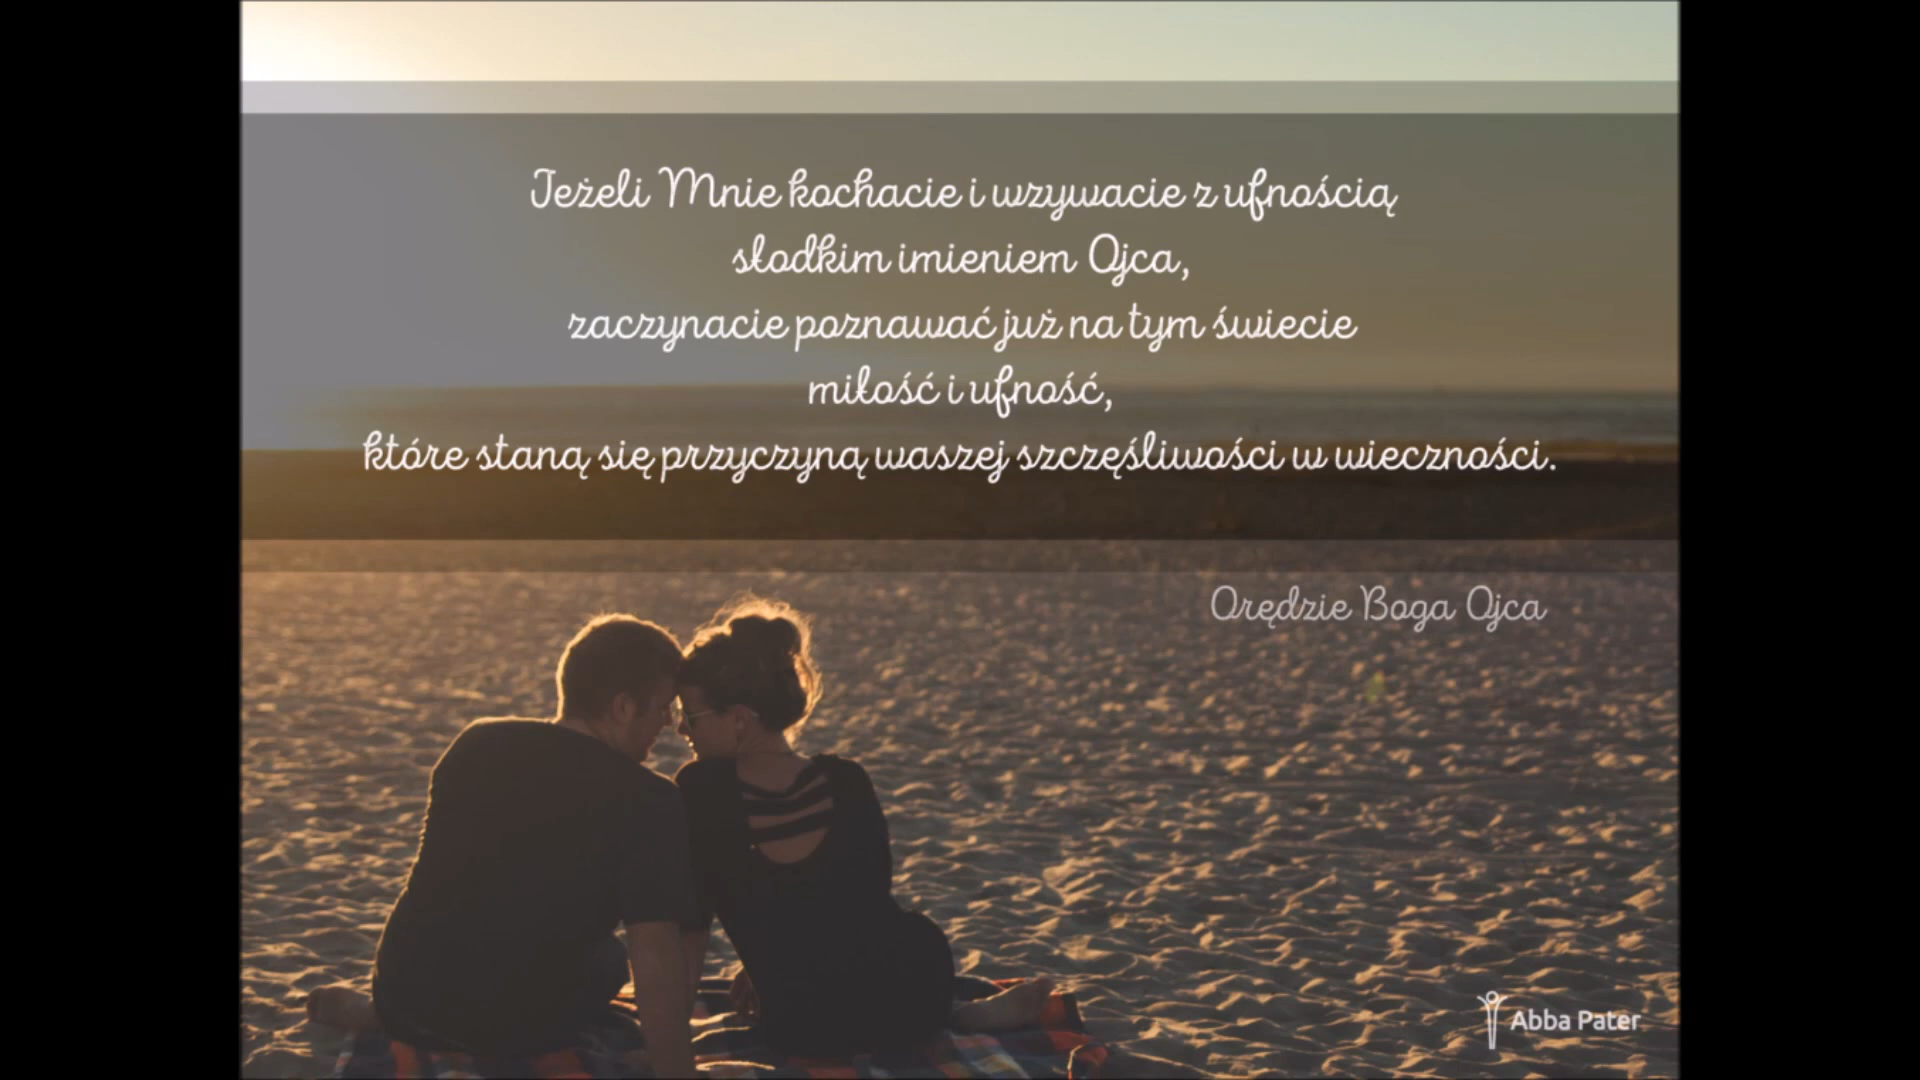 Jeżeli Mnie kochacie i wzywacie z ufnością
słodkim imieniem Ojca,
zaczynacie poznawać już na tym świecie
miłość i ufność,
które staną się przyczyną waszej szczęśliwości w wieczności.
Orędzie Boga Ojca
Abba Pater